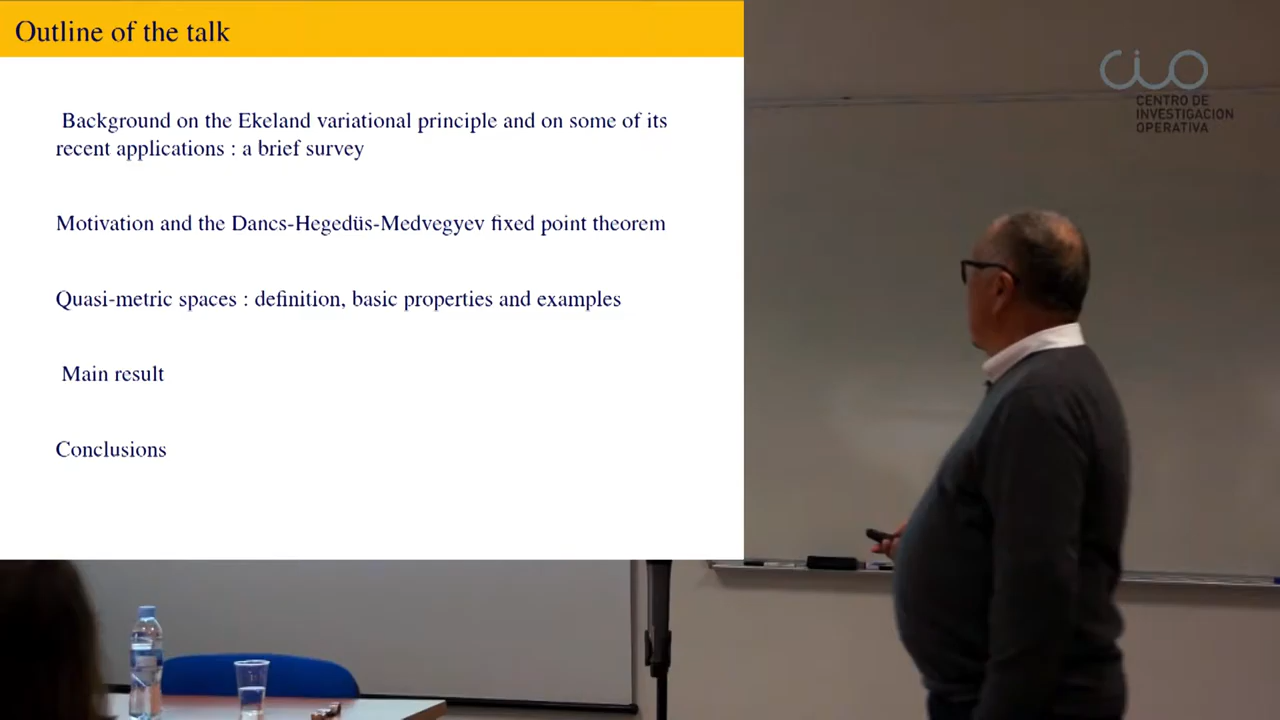 Outline of the talk
Background on the Ekeland variational principle and on some of its
recent applications : a brief survey
Motivation and the Dancs-Hegedüs-Medvegyev fixed point theorem
Quasi-metric spaces : definition, basic properties and examples
Main result
Conclusions
CIO
CENTRO DE
INVESTIGACION
OPERATIVA